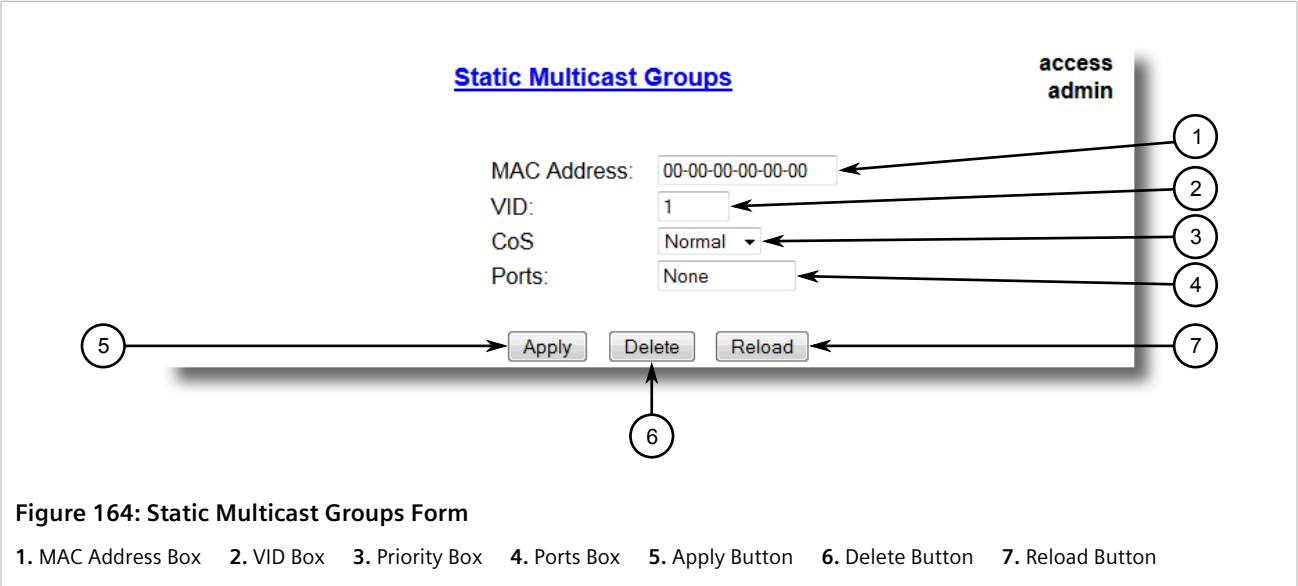 Static Multicast Groups
access
admin
MAC Address: 00-00-00-00-00-00
1
VID: 1
2
CoS Normal
3
Ports: None
4
5
Apply Delete Reload
7
6
Figure 164: Static Multicast Groups Form
1. MAC Address Box 2. VID Box 3. Priority Box 4. Ports Box 5. Apply Button 6. Delete Button 7. Reload Button